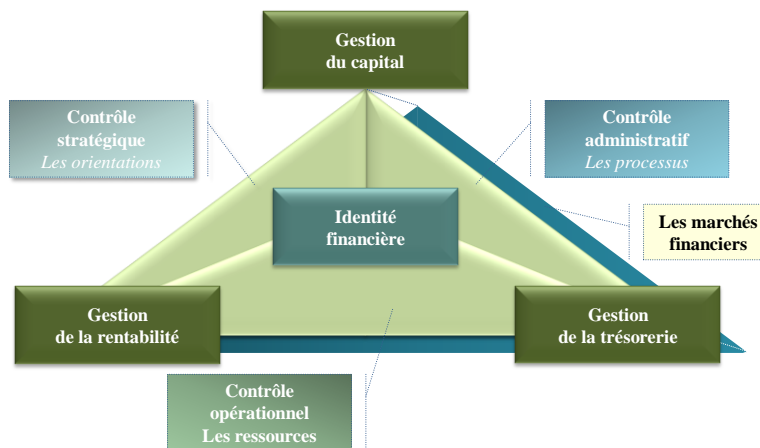 Gestion
du capital
Contrôle
stratégique
Les orientations
Contrôle
administratif
Les processus
Identité
financière
Les marchés
financiers
Gestion
de la rentabilité
Gestion
de la trésorerie
Contrôle
opérationnel
Les ressources